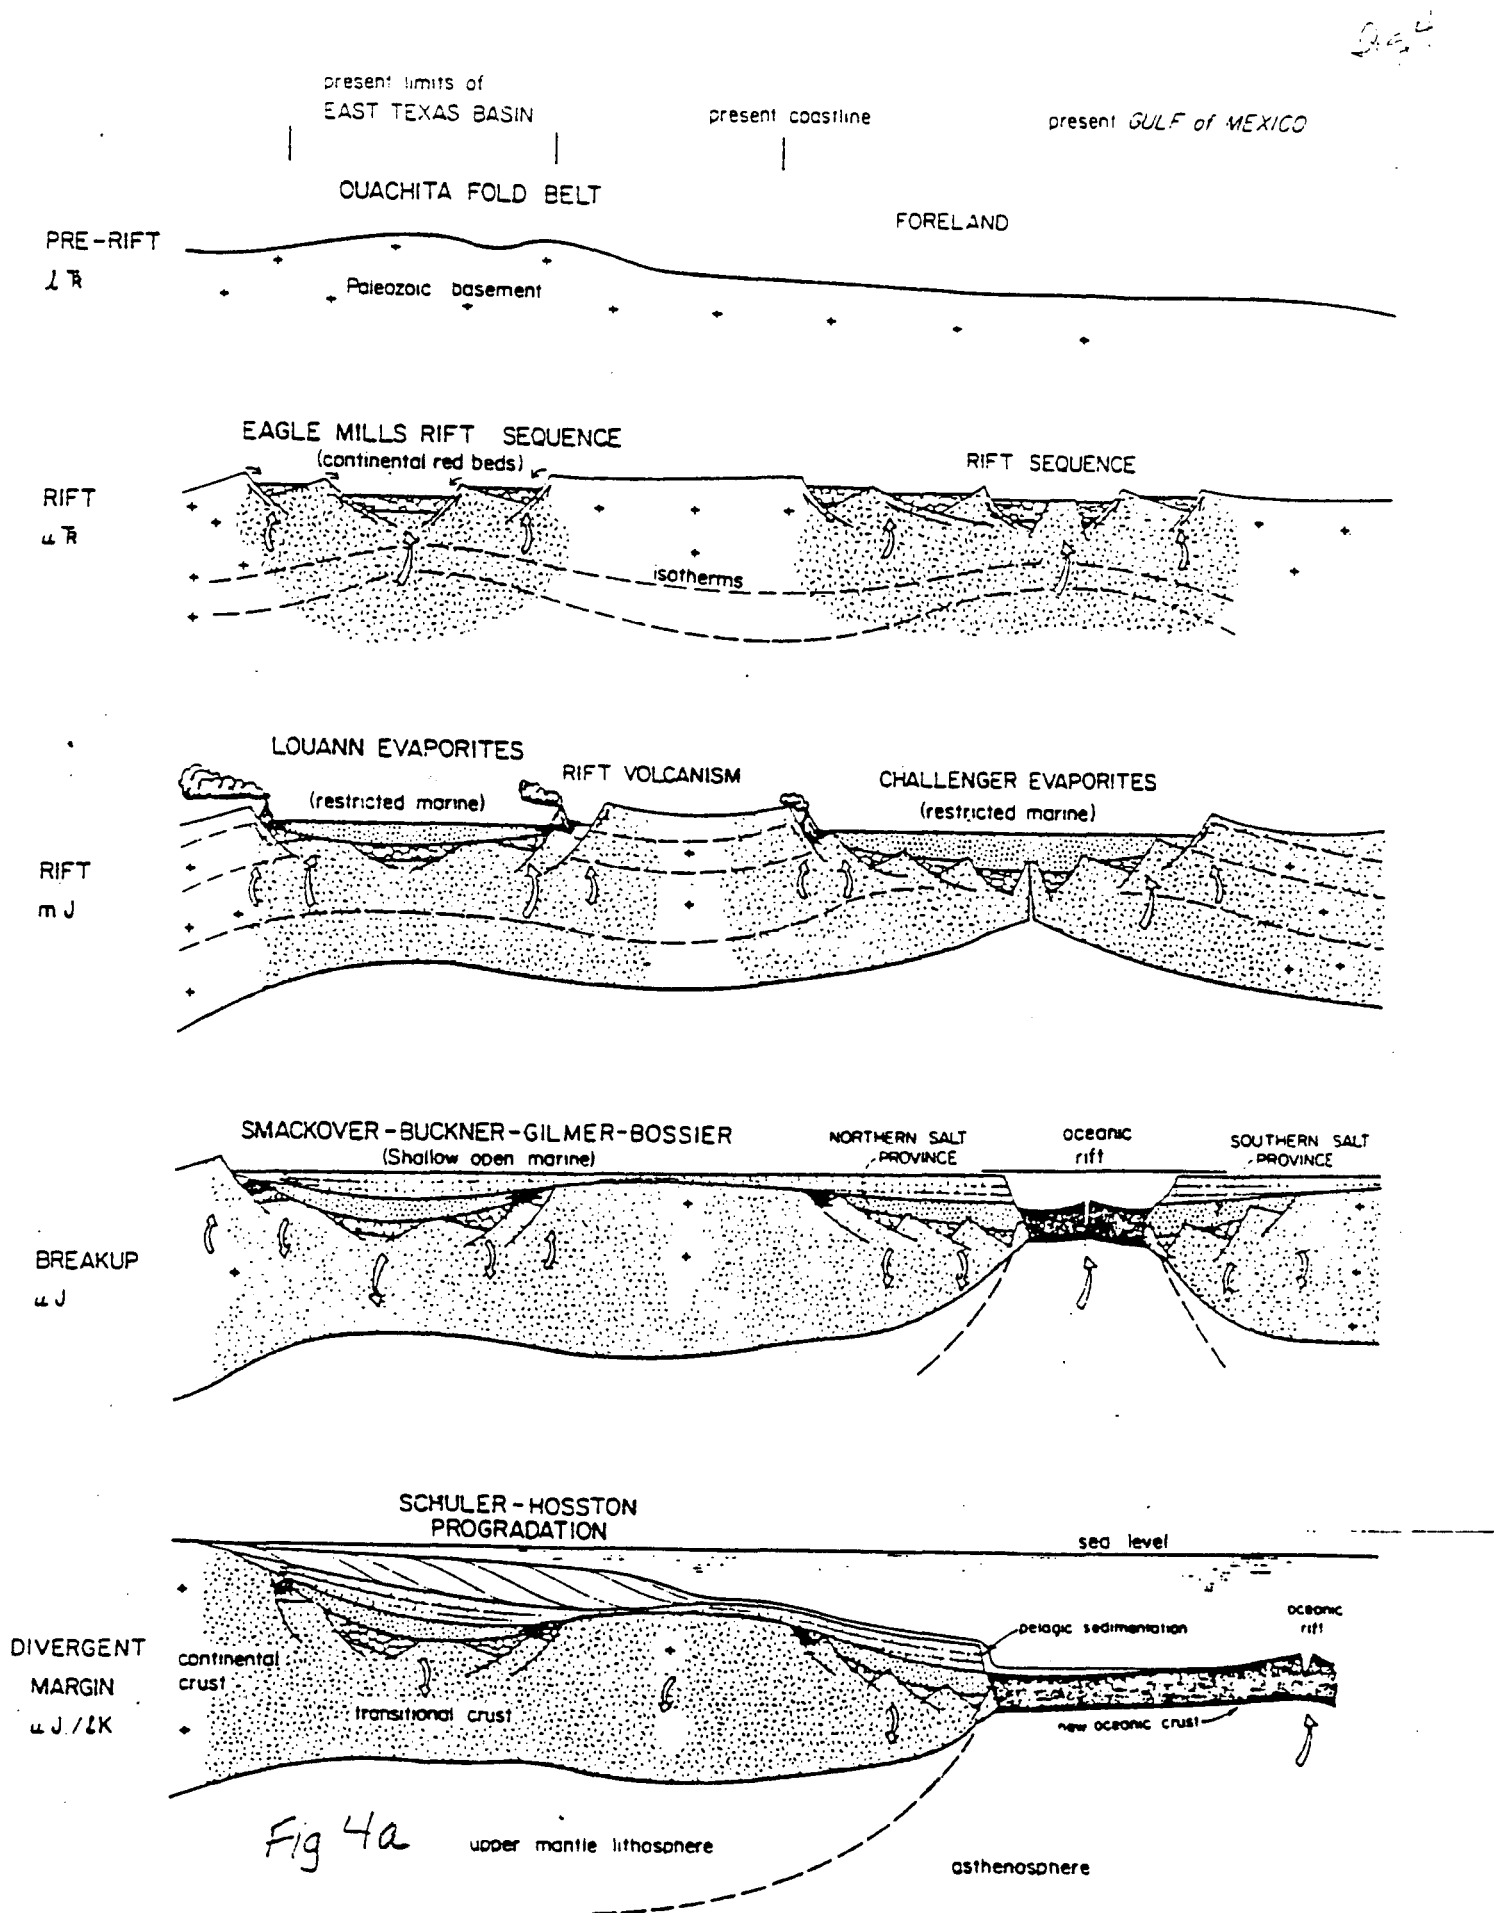 present limits of
EAST TEXAS BASIN
present coastline
present GULF of MEXICO
OUACHITA FOLD BELT
FORELAND
PRE-RIFT
Paleozoic basement
EAGLE MILLS RIFT SEQUENCE
(continental red beds)
RIFT SEQUENCE
RIFT
isotherms
LOUANN EVAPORITES
(restricted marine)
RIFT VOLCANISM
CHALLENGER EVAPORITES
(restricted marine)
RIFT
m J
SMACKOVER-BUCKNER-GILMER-BOSSIER
(Shallow open marine)
NORTHERN SALT
PROVINCE
oceanic
rift
SOUTHERN SALT
PROVINCE
BREAKUP
u J
SCHULER-HOSSTON
PROGRADATION
sea level
pelagic sedimentation
oceanic
rift
DIVERGENT
MARGIN
u J./lK
continental
crust
transitional crust
new oceanic crust
Fig 4a
upper mantle lithosphere
asthenosphere